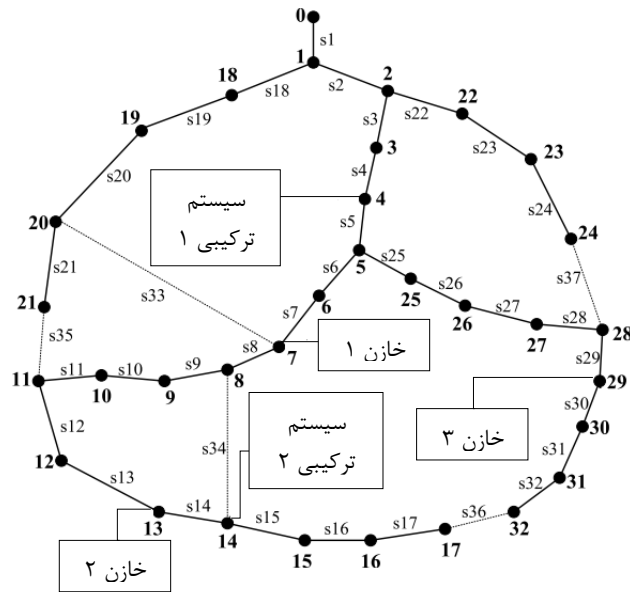 0
s1
1
18
s18
s2
2
19
s19
s3
s22
22
s23
23
3
s20
s4
سیستم
ترکیبی ۱
4
s24
20
s5
24
5
s21
s33
s6
s25
s37
25
s26
21
6
s7
26
s27
s28
28
s35
خازن ۱
27
s8
7
s29
11
s11
s10
s9
8
29
10
9
s30
s12
سیستم
ترکیبی ۲
خازن ۳
30
s34
s31
12
s13
31
s32
s14
s36
32
13
14
s15
s16
s17
17
خازن ۲
15
16